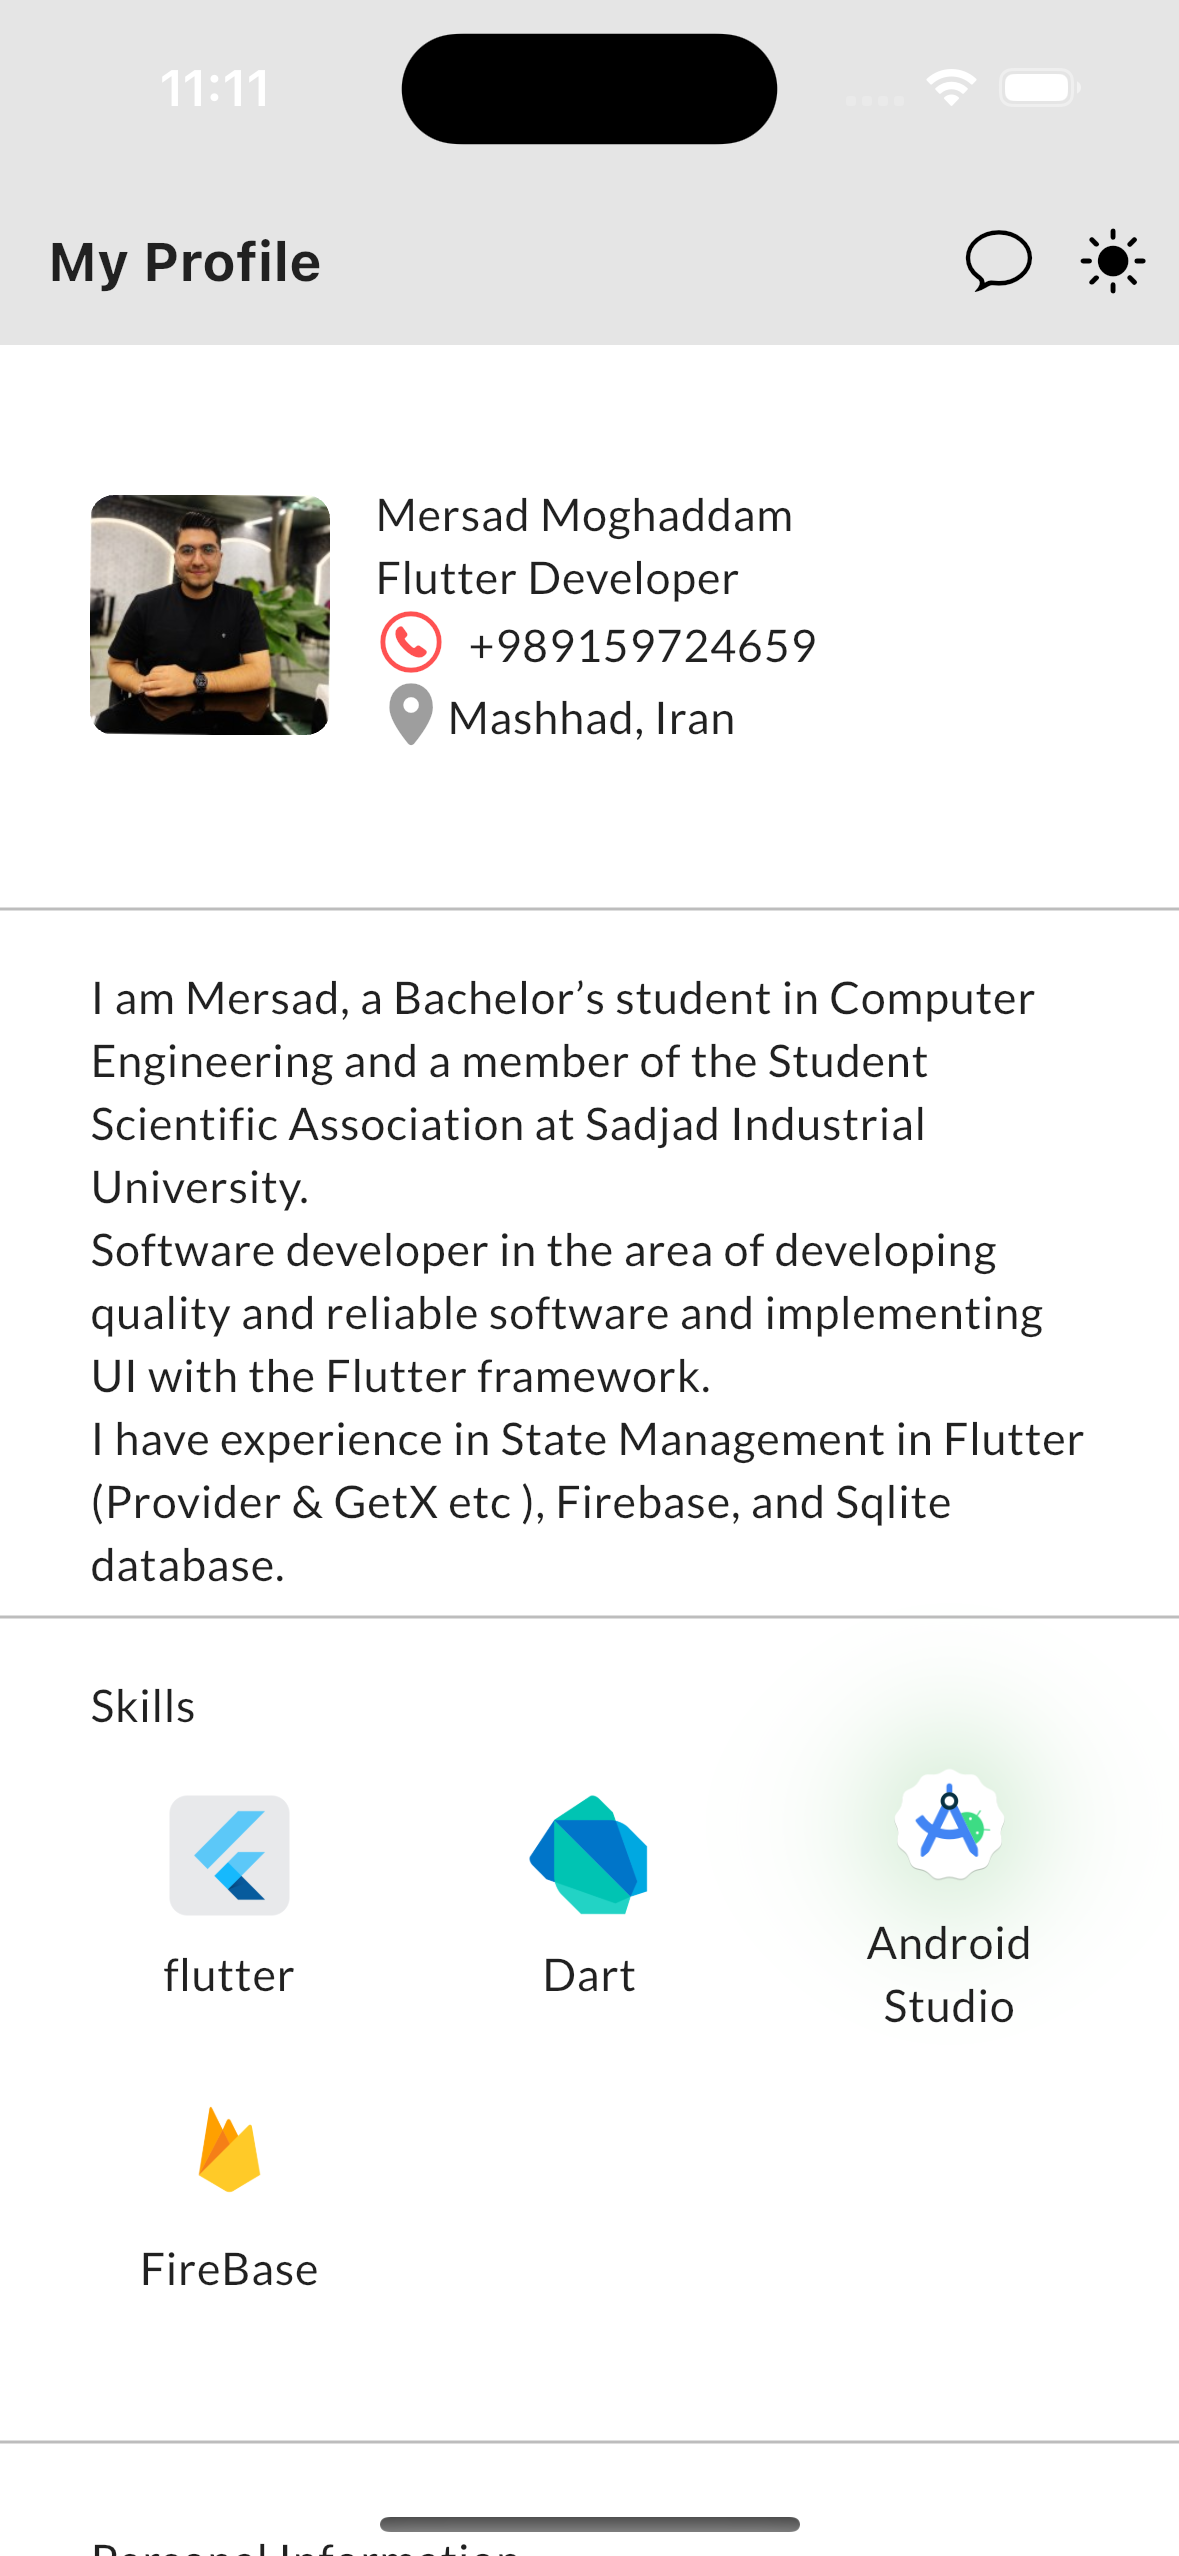 11:11
My Profile
Mersad Moghaddam
Flutter Developer
+989159724659
Mashhad, Iran
I am Mersad, a Bachelor’s student in Computer
Engineering and a member of the Student
Scientific Association at Sadjad Industrial
University.
Software developer in the area of developing
quality and reliable software and implementing
UI with the Flutter framework.
I have experience in State Management in Flutter
(Provider & GetX etc ), Firebase, and Sqlite
database.
Skills
flutter
Dart
Android
Studio
FireBase
Personal Information